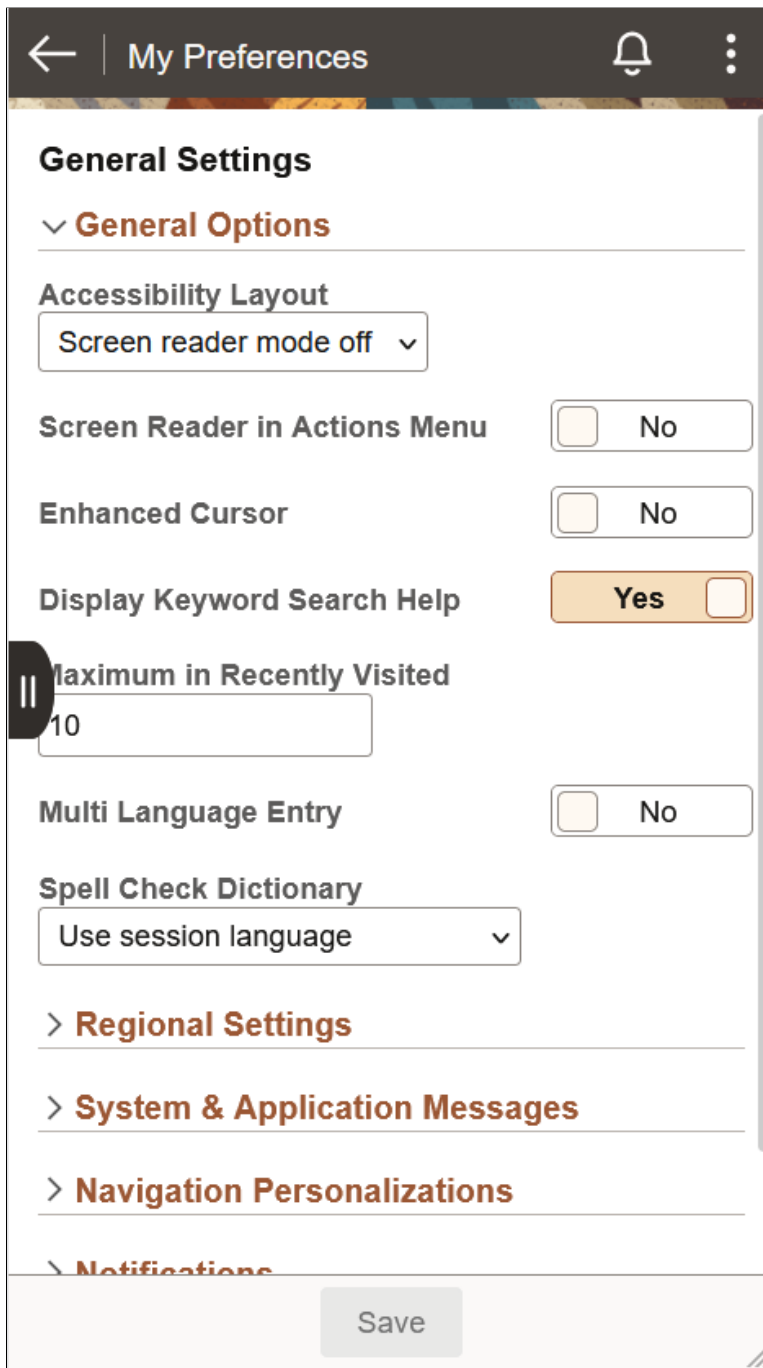 My Preferences
General Settings
General Options
Accessibility Layout
Screen reader mode off
Screen Reader in Actions Menu No
Enhanced Cursor No
Display Keyword Search Help Yes
Maximum in Recently Visited
10
Multi Language Entry No
Spell Check Dictionary
Use session language
Regional Settings
System & Application Messages
Navigation Personalizations
Notifications
Save